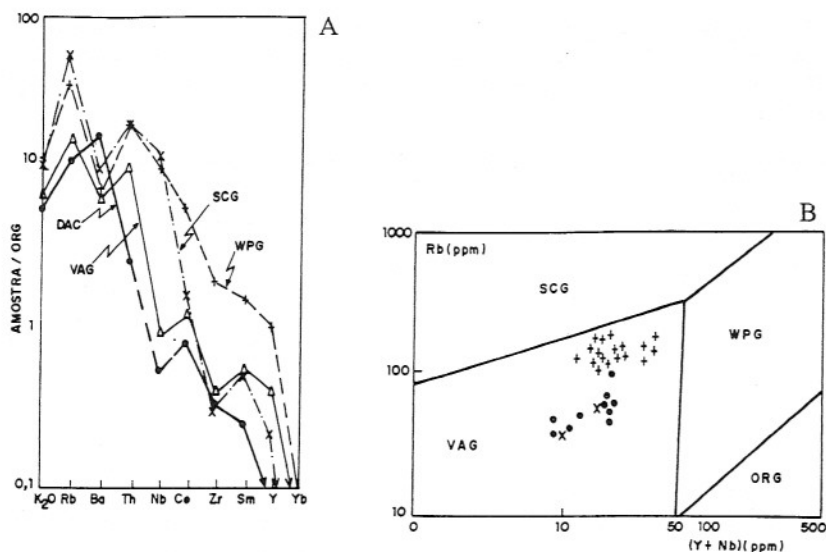 A
100
10
1
0,1
AMOSTRA / ORG
DAC
VAG
SCG
WPG
K2O Rb Ba Th Nb Ce Zr Sm Y Yb
B
1000
100
10
Rb (ppm)
SCG
WPG
VAG
ORG
0 10 50 100 500
(Y + Nb) (ppm)